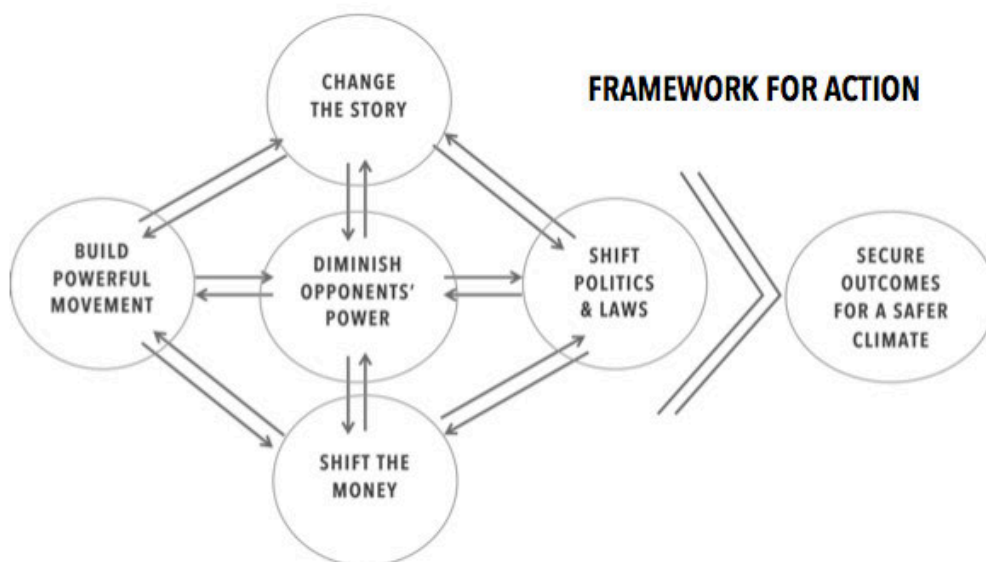 CHANGE
THE STORY
FRAMEWORK FOR ACTION
BUILD
POWERFUL
MOVEMENT
DIMINISH
OPPONENTS’
POWER
SHIFT
POLITICS
& LAWS
SECURE
OUTCOMES
FOR A SAFER
CLIMATE
SHIFT THE
MONEY